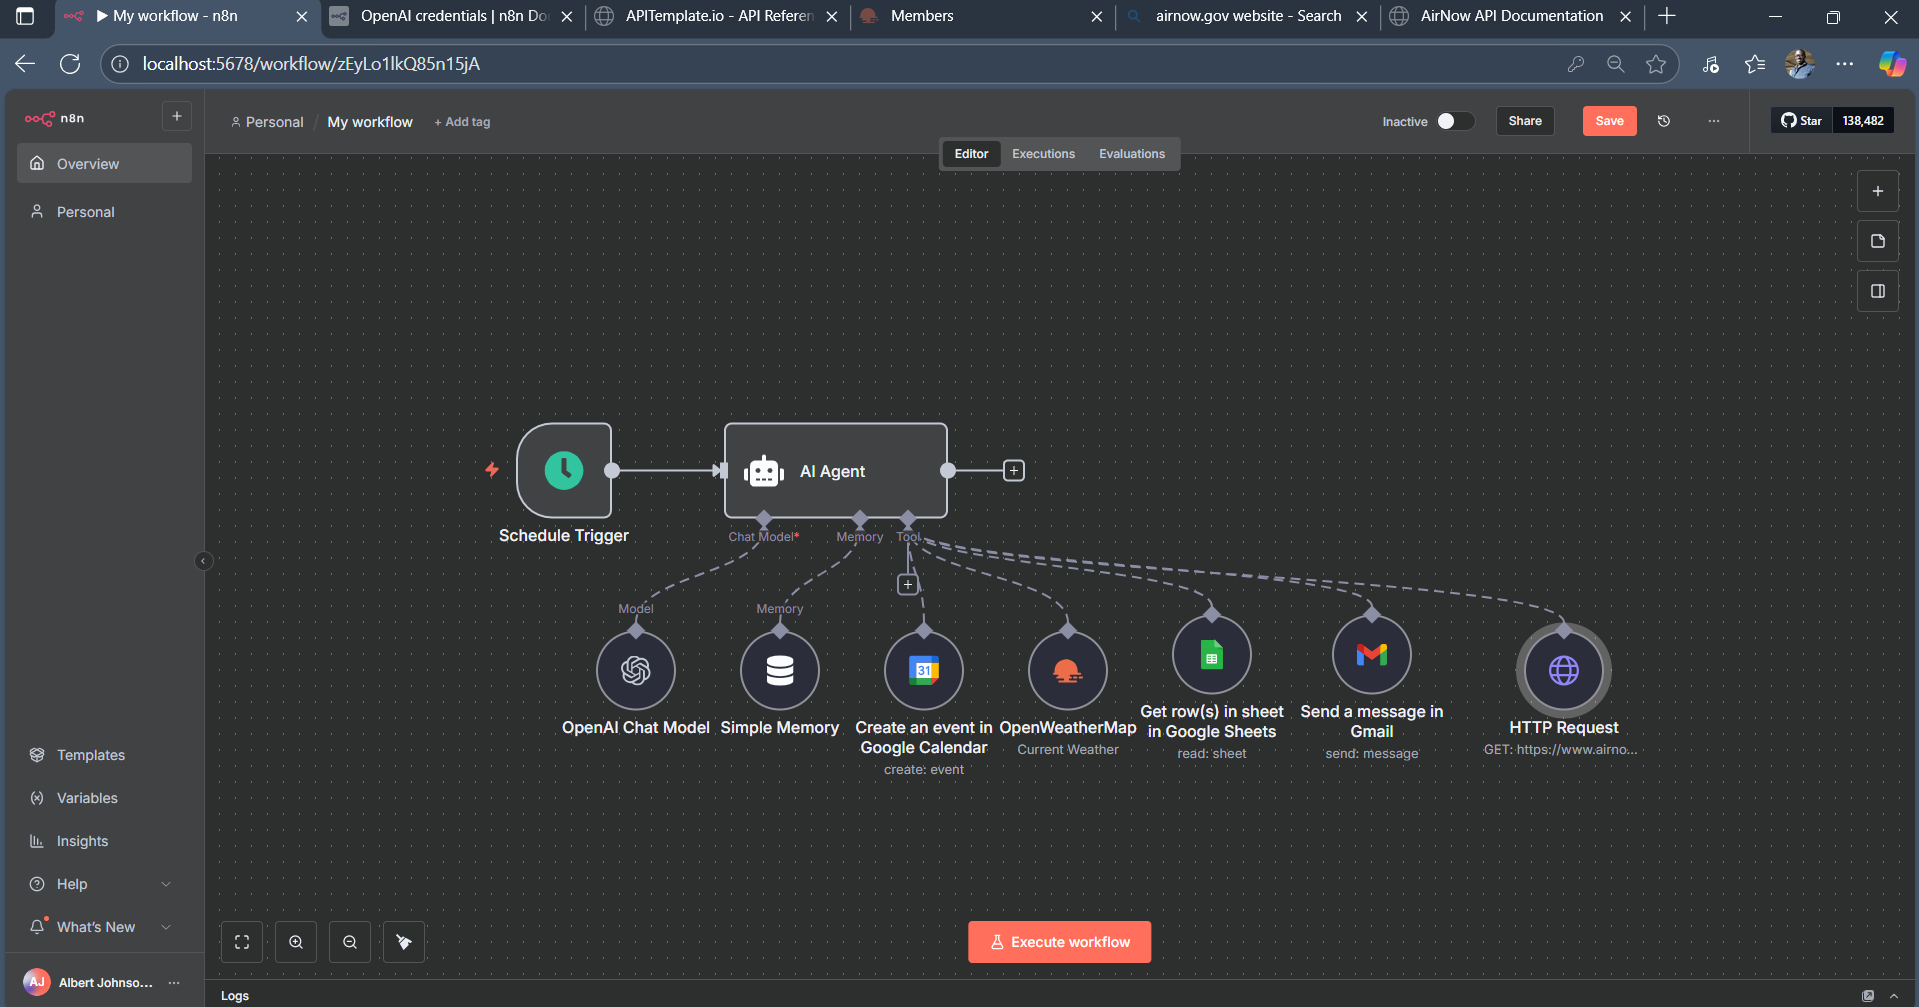 My workflow - n8n
OpenAI credentials | n8n Do
APITemplate.io - API Referen
Members
airnow.gov website - Search
AirNow API Documentation
localhost:5678/workflow/zEyLo1lkQ85n15jA
n8n
Personal / My workflow + Add tag
Inactive
Share
Save
Star 138,482
Editor
Executions
Evaluations
Overview
Personal
AI Agent
Schedule Trigger
Chat Model*
Memory
Tool
Model
Memory
OpenAI Chat Model
Simple Memory
Create an event in
Google Calendar
create: event
31
OpenWeatherMap
Current Weather
Get row(s) in sheet
in Google Sheets
read: sheet
Send a message in
Gmail
send: message
HTTP Request
GET: https://www.airno...
Templates
Variables
Insights
Help
What's New
Execute workflow
AJ
Albert Johnso...
Logs